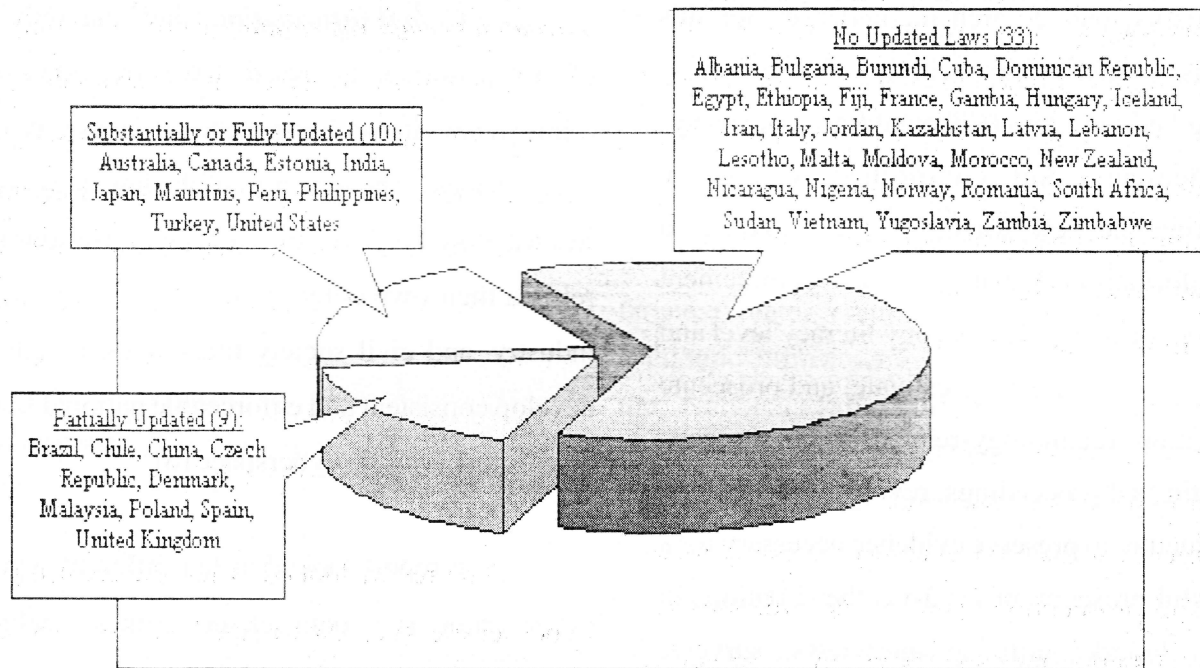 No Updated Laws (33):
Albania, Bulgaria, Burundi, Cuba, Dominican Republic,
Egypt, Ethiopia, Fiji, France, Gambia, Hungary, Iceland,
Iran, Italy, Jordan, Kazakhstan, Latvia, Lebanon,
Lesotho, Malta, Moldova, Morocco, New Zealand,
Nicaragua, Nigeria, Norway, Romania, South Africa,
Sudan, Vietnam, Yugoslavia, Zambia, Zimbabwe
Substantially or Fully Updated (10):
Australia, Canada, Estonia, India,
Japan, Mauritius, Peru, Philippines,
Turkey, United States
Partially Updated (9):
Brazil, Chile, China, Czech
Republic, Denmark,
Malaysia, Poland, Spain,
United Kingdom